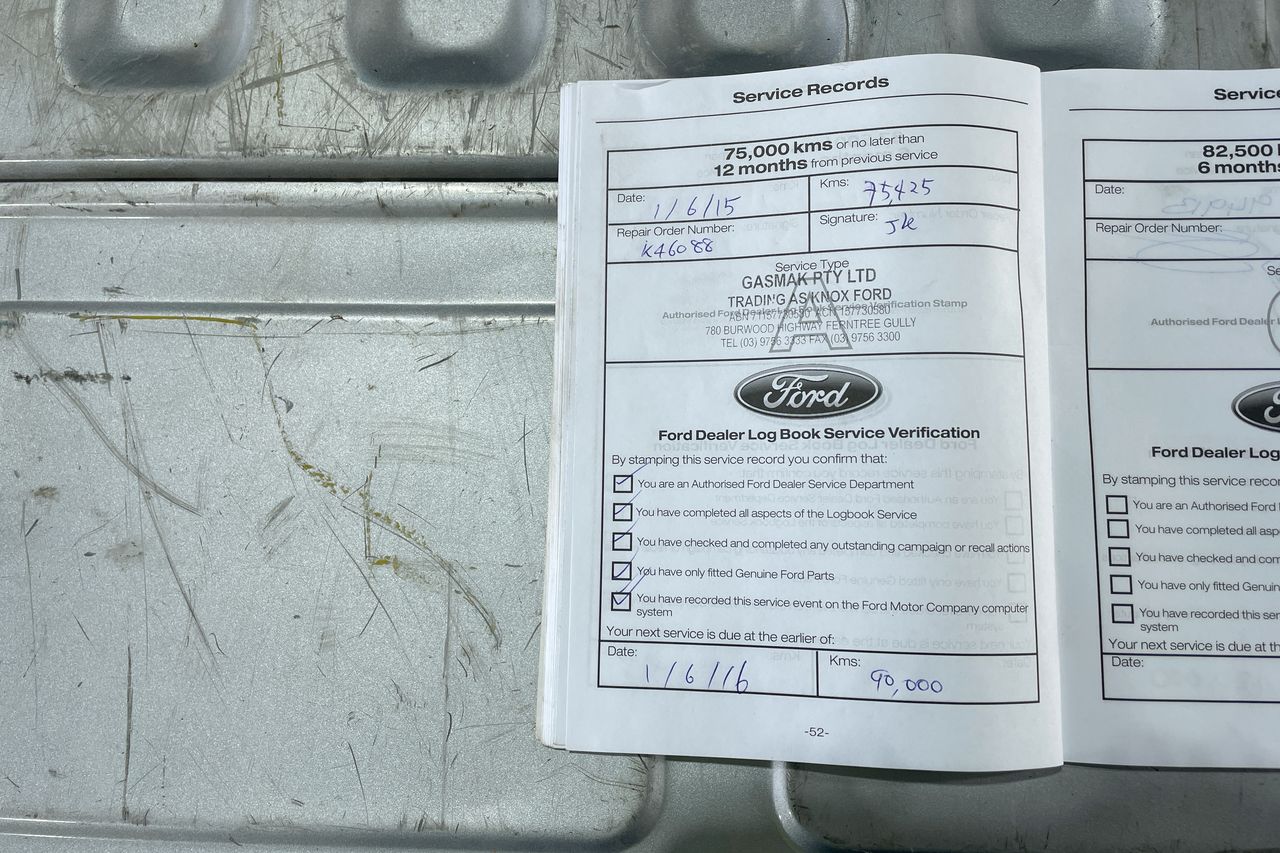 Service Records
75,000 kms or no later than
12 months from previous service
Date: 1/6/15
Kms: 75,425
Repair Order Number: K46088
Signature: JK
Service Type
A
GASMAK PTY LTD
TRADING AS KNOX FORD
Authorised Ford Dealer Log Book Service Verification Stamp
780 BURWOOD HIGHWAY FERNTREE GULLY
TEL (03) 9756 3333 FAX (03) 9756 3300
Ford
Ford Dealer Log Book Service Verification
By stamping this service record you confirm that:
You are an Authorised Ford Dealer Service Department
You have completed all aspects of the Logbook Service
You have checked and completed any outstanding campaign or recall actions
You have only fitted Genuine Ford Parts
You have recorded this service event on the Ford Motor Company computer
system
Your next service is due at the earlier of:
Date: 1/6/16
Kms: 90,000
-52-
Service
82,500
6 months
Date:
Repair Order Number:
Authorised Ford Dealer
Ford Dealer Log
By stamping this service
You are an Authorised Ford
You have completed all
You have checked and
You have only fitted
You have recorded this
system
Your next service is due at
Date: